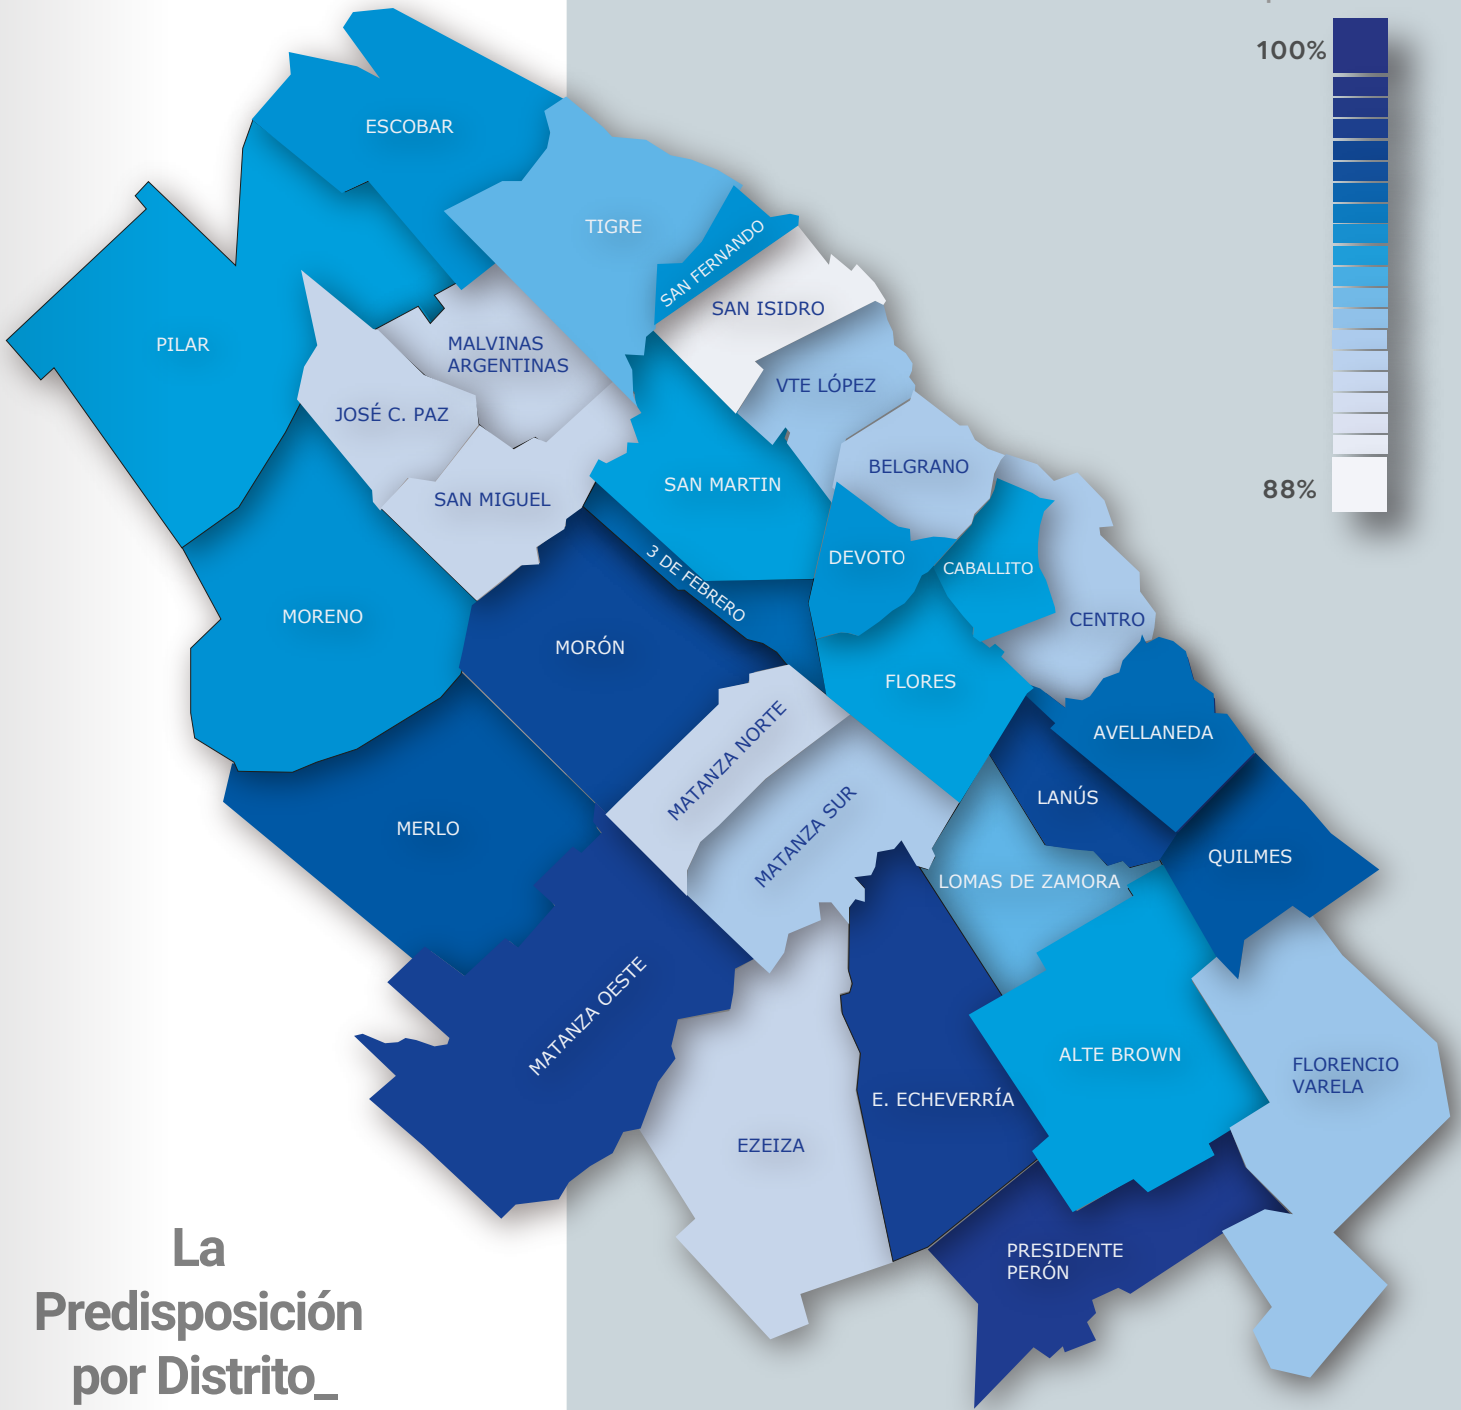 100%
ESCOBAR
TIGRE
SAN FERNANDO
SAN ISIDRO
PILAR
MALVINAS
ARGENTINAS
VTE LÓPEZ
JOSÉ C. PAZ
BELGRANO
SAN MARTIN
88%
SAN MIGUEL
DEVOTO
CABALLITO
3 DE FEBRERO
MORENO
CENTRO
MORÓN
FLORES
AVELLANEDA
MATANZA NORTE
LANÚS
MERLO
MATANZA SUR
QUILMES
LOMAS DE ZAMORA
MATANZA OESTE
ALTE BROWN
FLORENCIO
VARELA
E. ECHEVERRÍA
EZEIZA
PRESIDENTE
PERÓN
La
Predisposición
por Distrito_